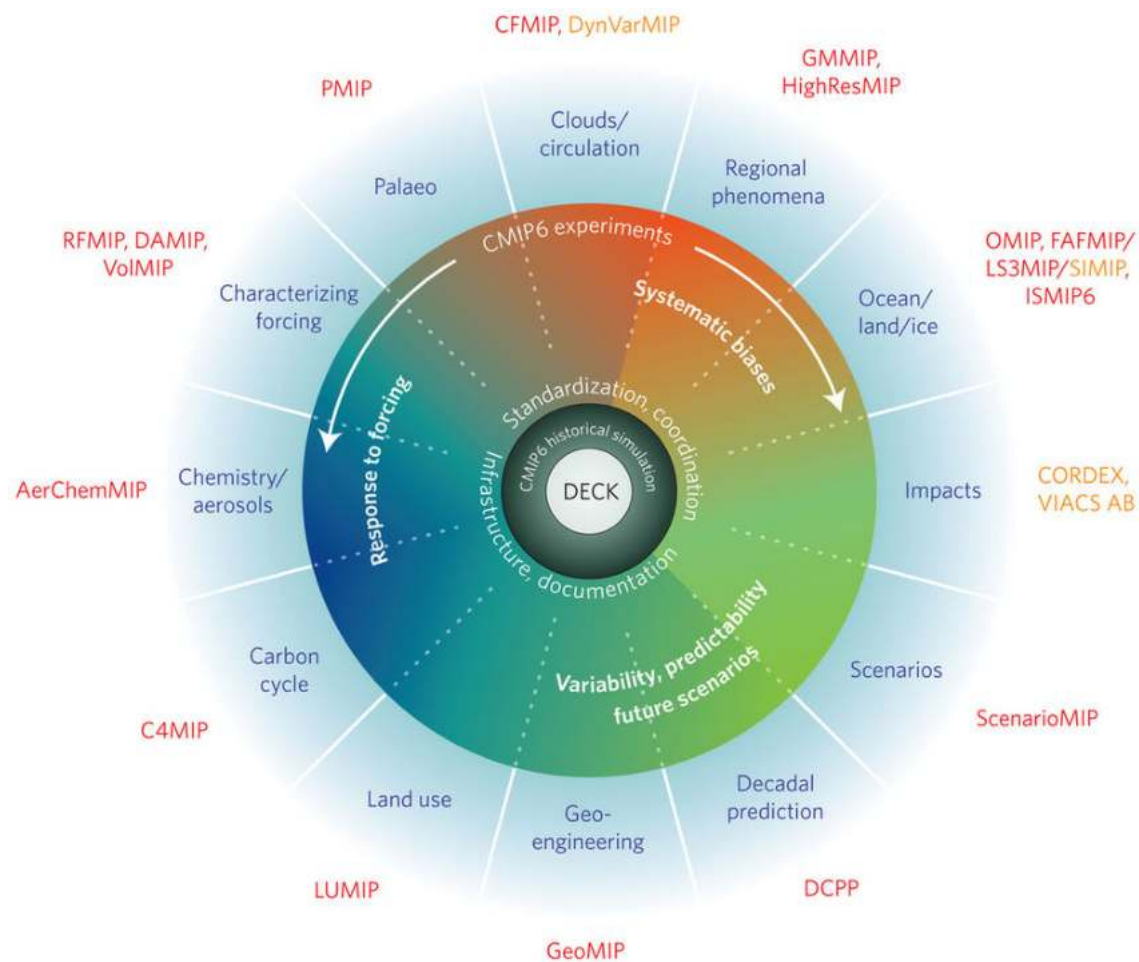 CFMIP, DynVarMIP
GMMIP,
HighResMIP
PMIP
Clouds/
circulation
Regional
phenomena
Palaeo
RFMIP, DAMIP,
VolMIP
OMIP, FAFMIP/
LS3MIP/SIMIP,
ISMIP6
CMIP6 experiments
Characterizing
forcing
Ocean/
land/ice
Systematic biases
Response to forcing
Standardization, coordination
CMIP6 historical simulation
DECK
Infrastructure, documentation
AerChemMIP
Chemistry/
aerosols
Impacts
CORDEX,
VIACS AB
Variability, predictability
future scenarios
Carbon
cycle
Scenarios
C4MIP
ScenarioMIP
Land use
Geo-
engineering
Decadal
prediction
LUMIP
DCPP
GeoMIP